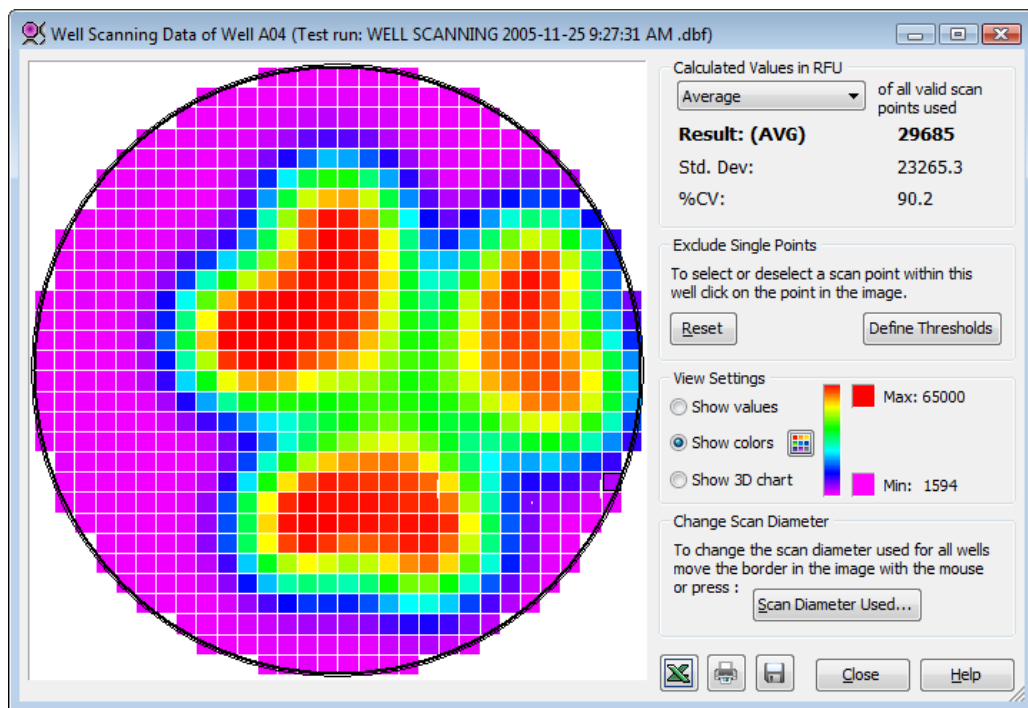 Well Scanning Data of Well A04 (Test run: WELL SCANNING 2005-11-25 9:27:31 AM .dbf)
Calculated Values in RFU
Average
of all valid scan
points used
Result: (AVG) 29685
Std. Dev: 23265.3
%CV: 90.2
Exclude Single Points
To select or deselect a scan point within this
well click on the point in the image.
Reset Define Thresholds
View Settings
Show values
Show colors
Show 3D chart
Max: 65000
Min: 1594
Change Scan Diameter
To change the scan diameter used for all wells
move the border in the image with the mouse
or press :
Scan Diameter Used...
Close Help